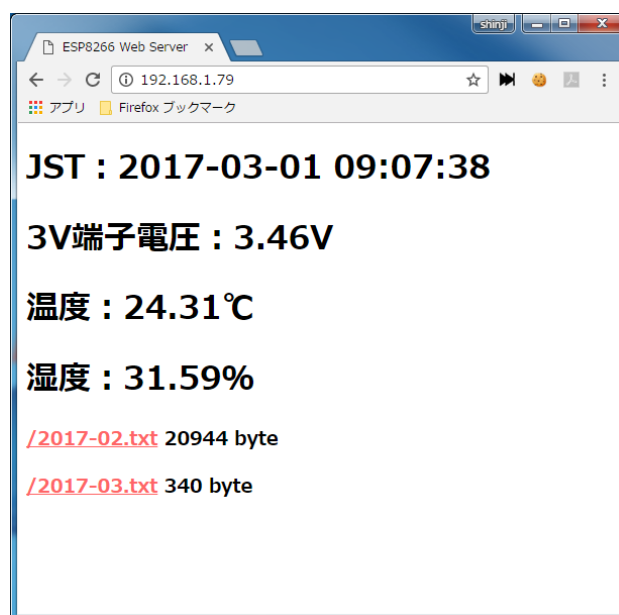 shinji
ESP8266 Web Server
192.168.1.79
アプリ Firefox ブックマーク
JST : 2017-03-01 09:07:38
3V端子電圧 : 3.46V
温度 : 24.31℃
湿度 : 31.59%
/2017-02.txt 20944 byte
/2017-03.txt 340 byte